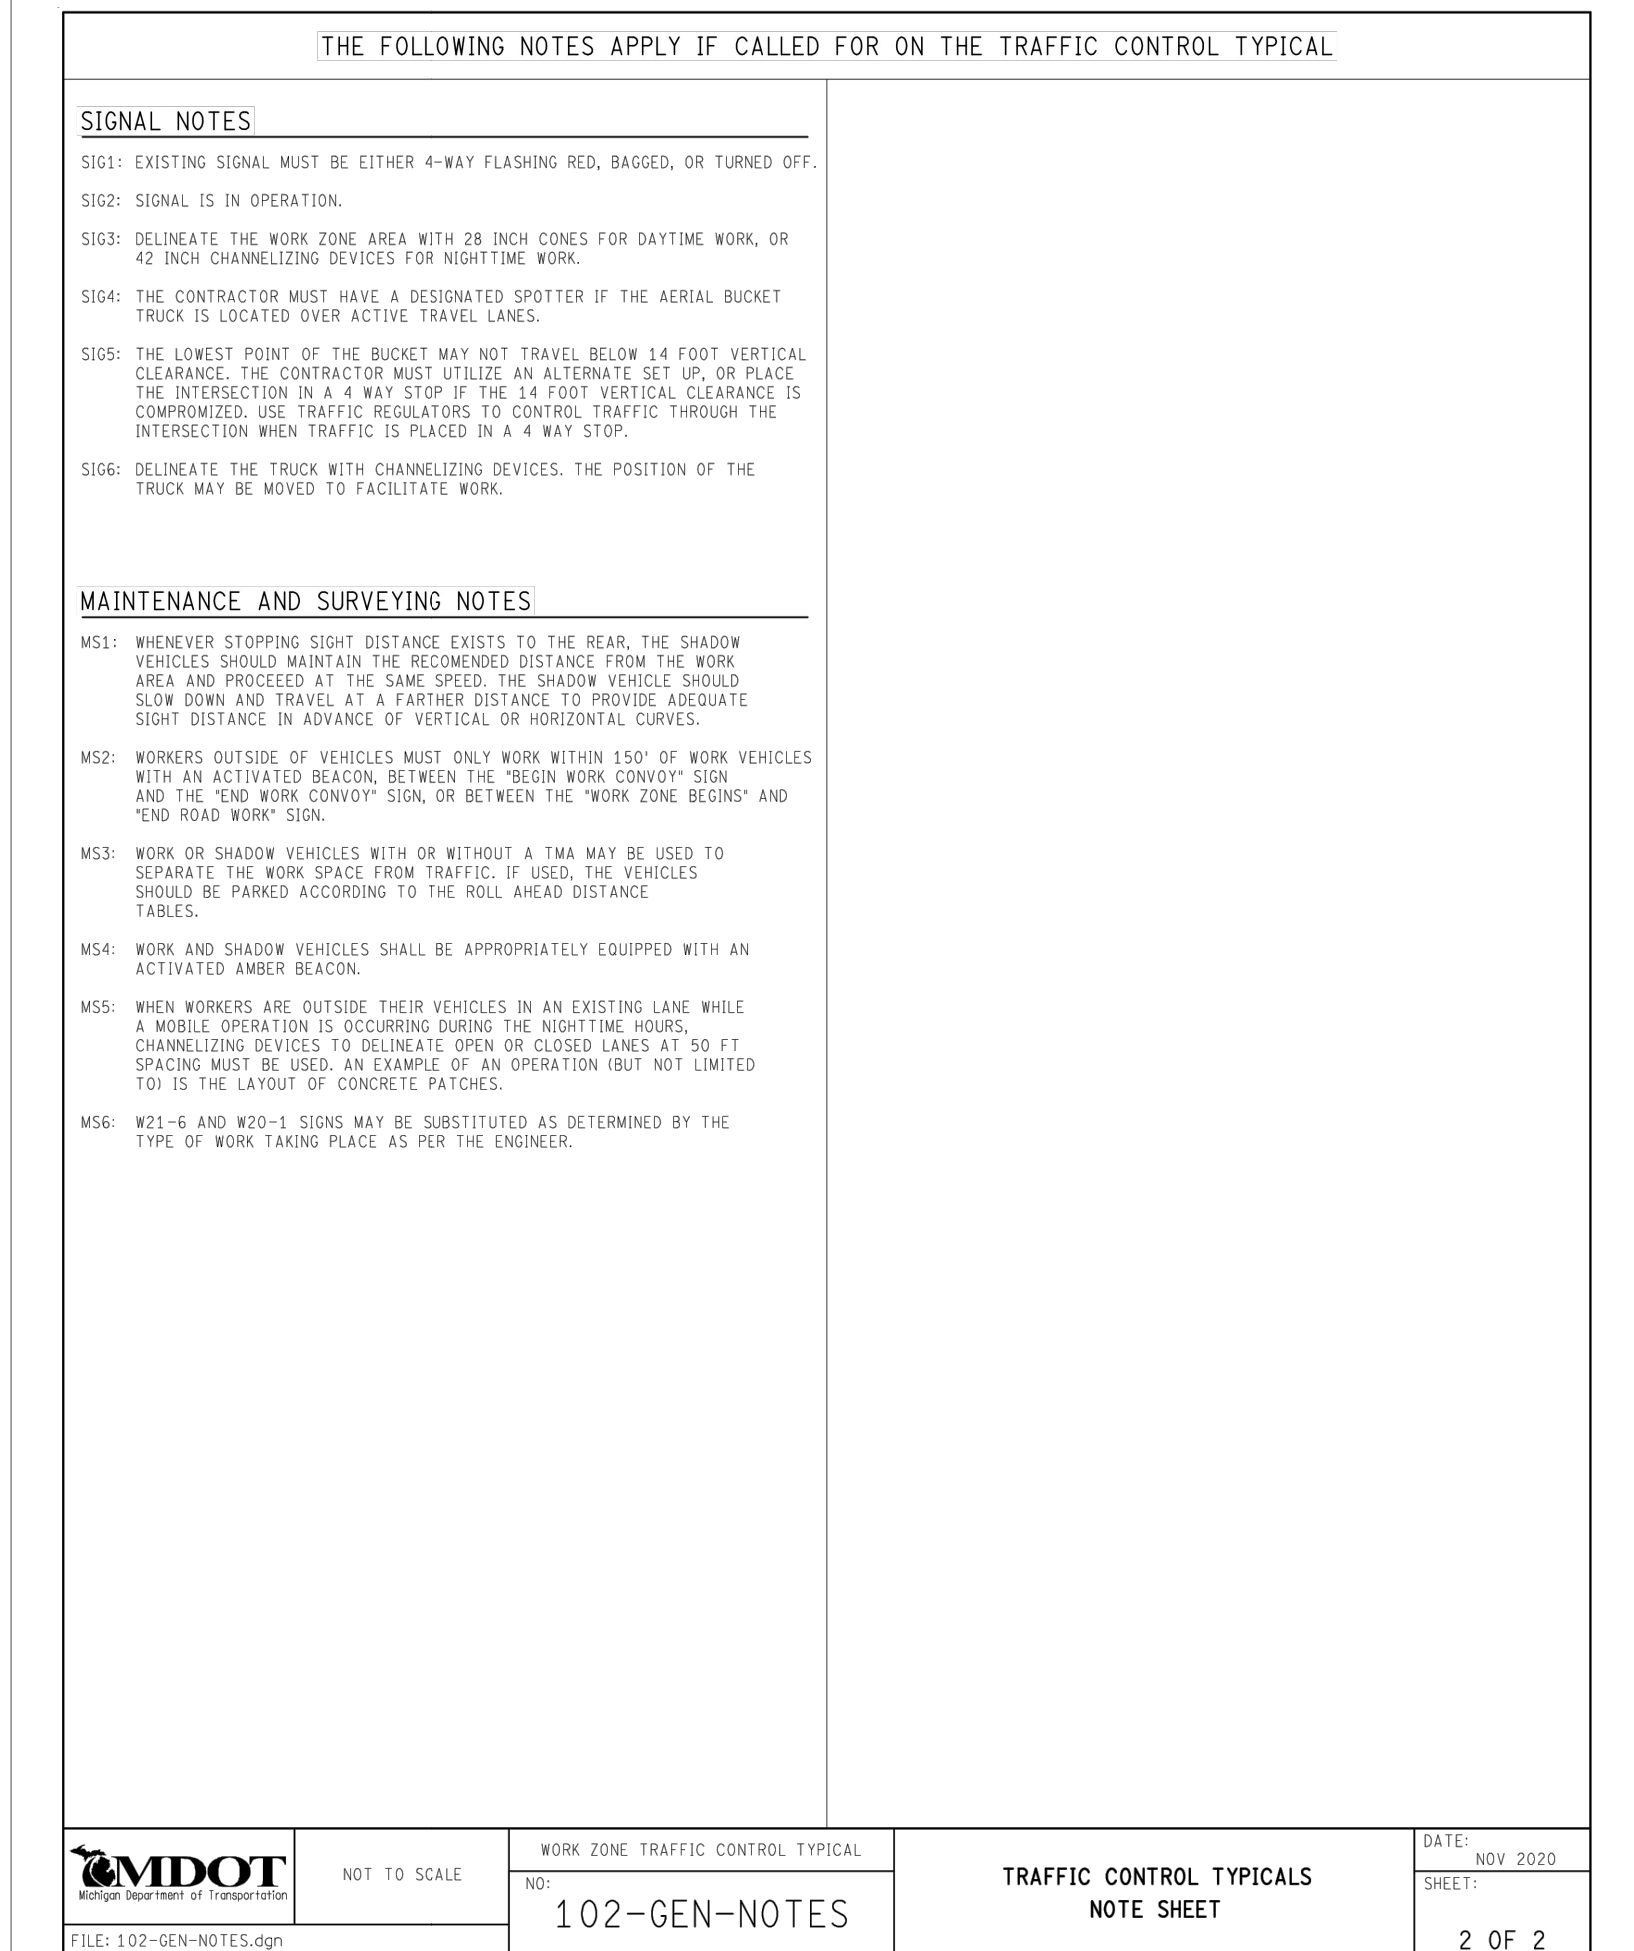 THE FOLLOWING NOTES APPLY IF CALLED FOR ON THE TRAFFIC CONTROL TYPICAL
SIGNAL NOTES
SIG1: EXISTING SIGNAL MUST BE EITHER 4-WAY FLASHING RED, BAGGED, OR TURNED OFF.
SIG2: SIGNAL IS IN OPERATION.
SIG3: DELINEATE THE WORK ZONE AREA WITH 28 INCH CONES FOR DAYTIME WORK, OR
42 INCH CHANNELIZING DEVICES FOR NIGHTTIME WORK.
SIG4: THE CONTRACTOR MUST HAVE A DESIGNATED SPOTTER IF THE AERIAL BUCKET
TRUCK IS LOCATED OVER ACTIVE TRAVEL LANES.
SIG5: THE LOWEST POINT OF THE BUCKET MAY NOT TRAVEL BELOW 14 FOOT VERTICAL
CLEARANCE. THE CONTRACTOR MUST UTILIZE AN ALTERNATE SET UP, OR PLACE
THE INTERSECTION IN A 4 WAY STOP IF THE 14 FOOT VERTICAL CLEARANCE IS
COMPROMIZED. USE TRAFFIC REGULATORS TO CONTROL TRAFFIC THROUGH THE
INTERSECTION WHEN TRAFFIC IS PLACED IN A 4 WAY STOP.
SIG6: DELINEATE THE TRUCK WITH CHANNELIZING DEVICES. THE POSITION OF THE
TRUCK MAY BE MOVED TO FACILITATE WORK.
MAINTENANCE AND SURVEYING NOTES
MS1: WHENEVER STOPPING SIGHT DISTANCE EXISTS TO THE REAR, THE SHADOW
VEHICLES SHOULD MAINTAIN THE RECOMENDED DISTANCE FROM THE WORK
AREA AND PROCEEED AT THE SAME SPEED. THE SHADOW VEHICLE SHOULD
SLOW DOWN AND TRAVEL AT A FARTHER DISTANCE TO PROVIDE ADEQUATE
SIGHT DISTANCE IN ADVANCE OF VERTICAL OR HORIZONTAL CURVES.
MS2: WORKERS OUTSIDE OF VEHICLES MUST ONLY WORK WITHIN 150' OF WORK VEHICLES
WITH AN ACTIVATED BEACON, BETWEEN THE "BEGIN WORK CONVOY" SIGN
AND THE "END WORK CONVOY" SIGN, OR BETWEEN THE "WORK ZONE BEGINS" AND
"END ROAD WORK" SIGN.
MS3: WORK OR SHADOW VEHICLES WITH OR WITHOUT A TMA MAY BE USED TO
SEPARATE THE WORK SPACE FROM TRAFFIC. IF USED, THE VEHICLES
SHOULD BE PARKED ACCORDING TO THE ROLL AHEAD DISTANCE
TABLES.
MS4: WORK AND SHADOW VEHICLES SHALL BE APPROPRIATELY EQUIPPED WITH AN
ACTIVATED AMBER BEACON.
MS5: WHEN WORKERS ARE OUTSIDE THEIR VEHICLES IN AN EXISTING LANE WHILE
A MOBILE OPERATION IS OCCURRING DURING THE NIGHTTIME HOURS,
CHANNELIZING DEVICES TO DELINEATE OPEN OR CLOSED LANES AT 50 FT
SPACING MUST BE USED. AN EXAMPLE OF AN OPERATION (BUT NOT LIMITED
TO) IS THE LAYOUT OF CONCRETE PATCHES.
MS6: W21-6 AND W20-1 SIGNS MAY BE SUBSTITUTED AS DETERMINED BY THE
TYPE OF WORK TAKING PLACE AS PER THE ENGINEER.
MDOT
Michigan Department of Transportation
FILE: 102-GEN-NOTES.dgn
NOT TO SCALE
WORK ZONE TRAFFIC CONTROL TYPICAL
NO:
102-GEN-NOTES
TRAFFIC CONTROL TYPICALS
NOTE SHEET
DATE:
NOV 2020
SHEET:
2 OF 2